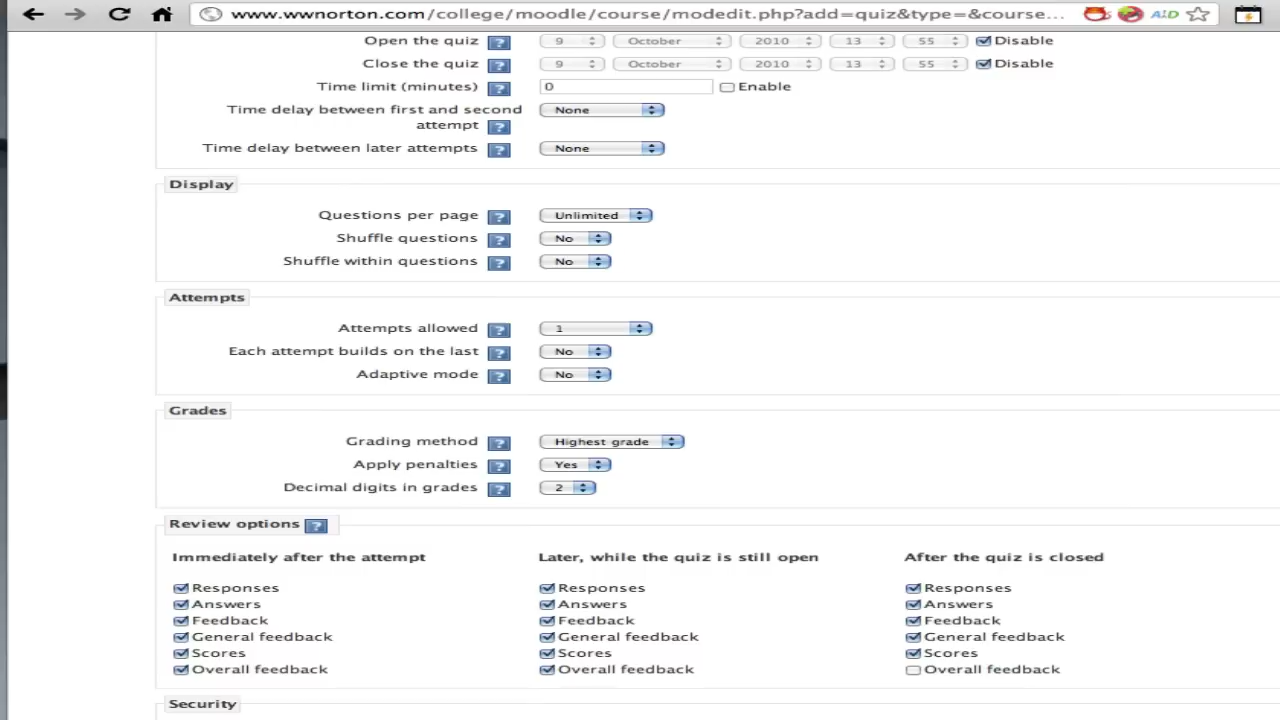 www.wwnorton.com/college/moodle/course/modedit.php?add=quiz&type=&course... AID
Open the quiz ? 9 October 2010 13 55 Disable
Close the quiz ? 9 October 2010 13 55 Disable
Time limit (minutes) ? 0 Enable
Time delay between first and second
attempt ? None
Time delay between later attempts ? None
Display
Questions per page ? Unlimited
Shuffle questions ? No
Shuffle within questions ? No
Attempts
Attempts allowed ? 1
Each attempt builds on the last ? No
Adaptive mode ? No
Grades
Grading method ? Highest grade
Apply penalties ? Yes
Decimal digits in grades ? 2
Review options ?
Immediately after the attempt Later, while the quiz is still open After the quiz is closed
Responses Responses Responses
Answers Answers Answers
Feedback Feedback Feedback
General feedback General feedback General feedback
Scores Scores Scores
Overall feedback Overall feedback Overall feedback
Security